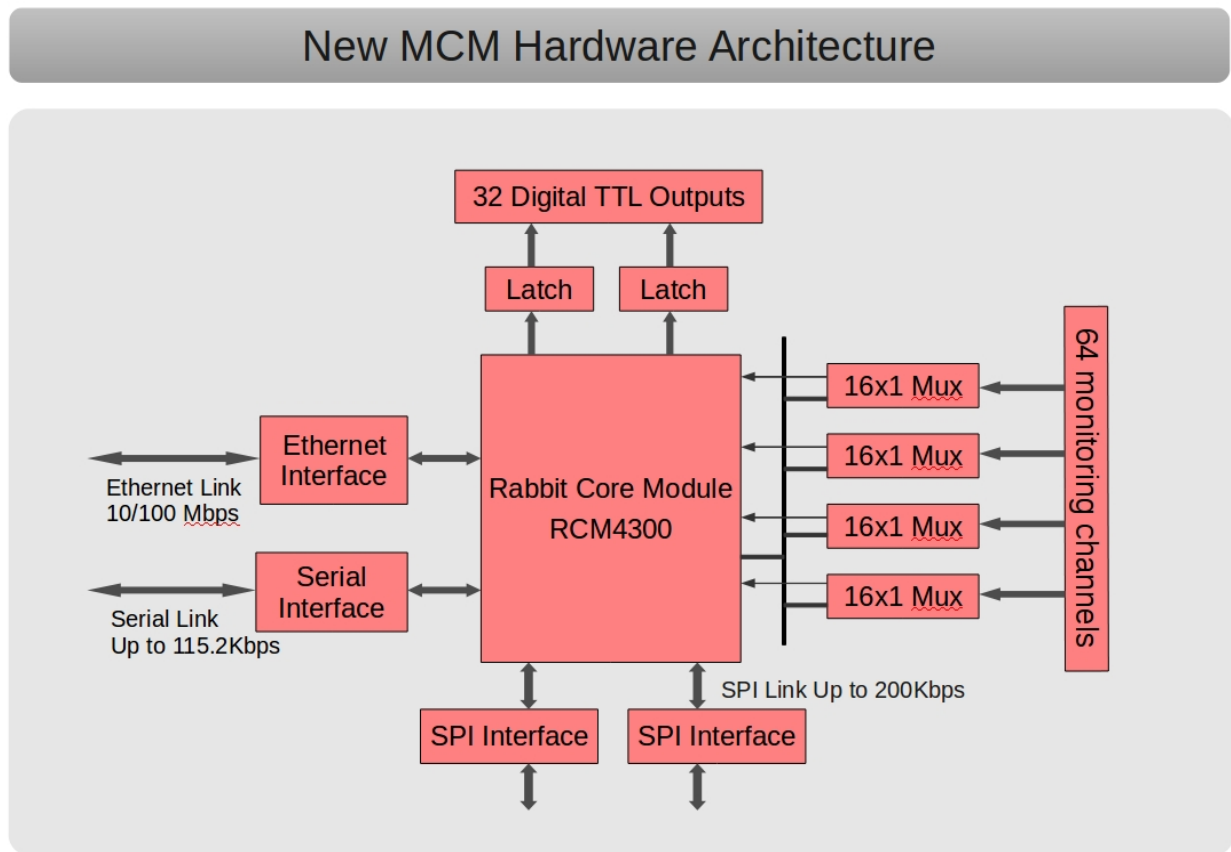 New MCM Hardware Architecture
32 Digital TTL Outputs
Latch
Latch
64 monitoring channels
16x1 Mux
16x1 Mux
16x1 Mux
16x1 Mux
Ethernet
Interface
Ethernet Link
10/100 Mbps
Rabbit Core Module
RCM4300
Serial
Interface
Serial Link
Up to 115.2Kbps
SPI Link Up to 200Kbps
SPI Interface
SPI Interface